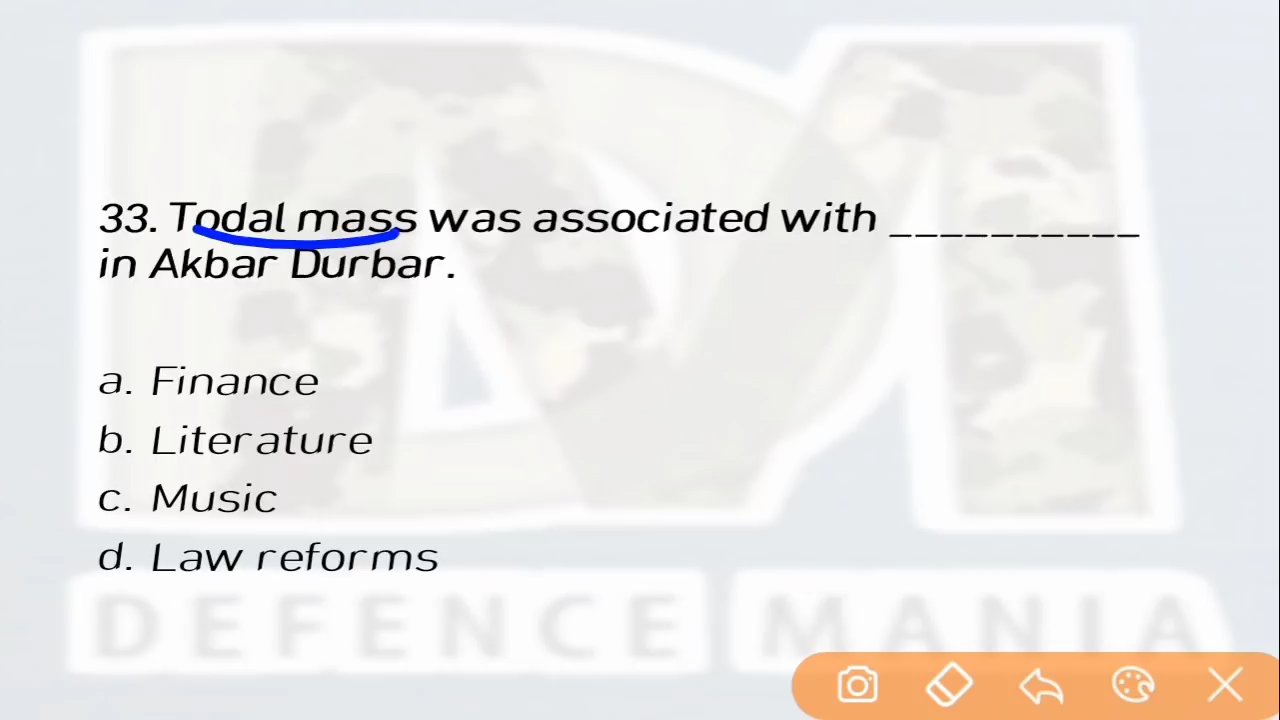 33. Todal mass was associated with __________
in Akbar Durbar.
a. Finance
b. Literature
c. Music
d. Law reforms
DEFENCE MANIA